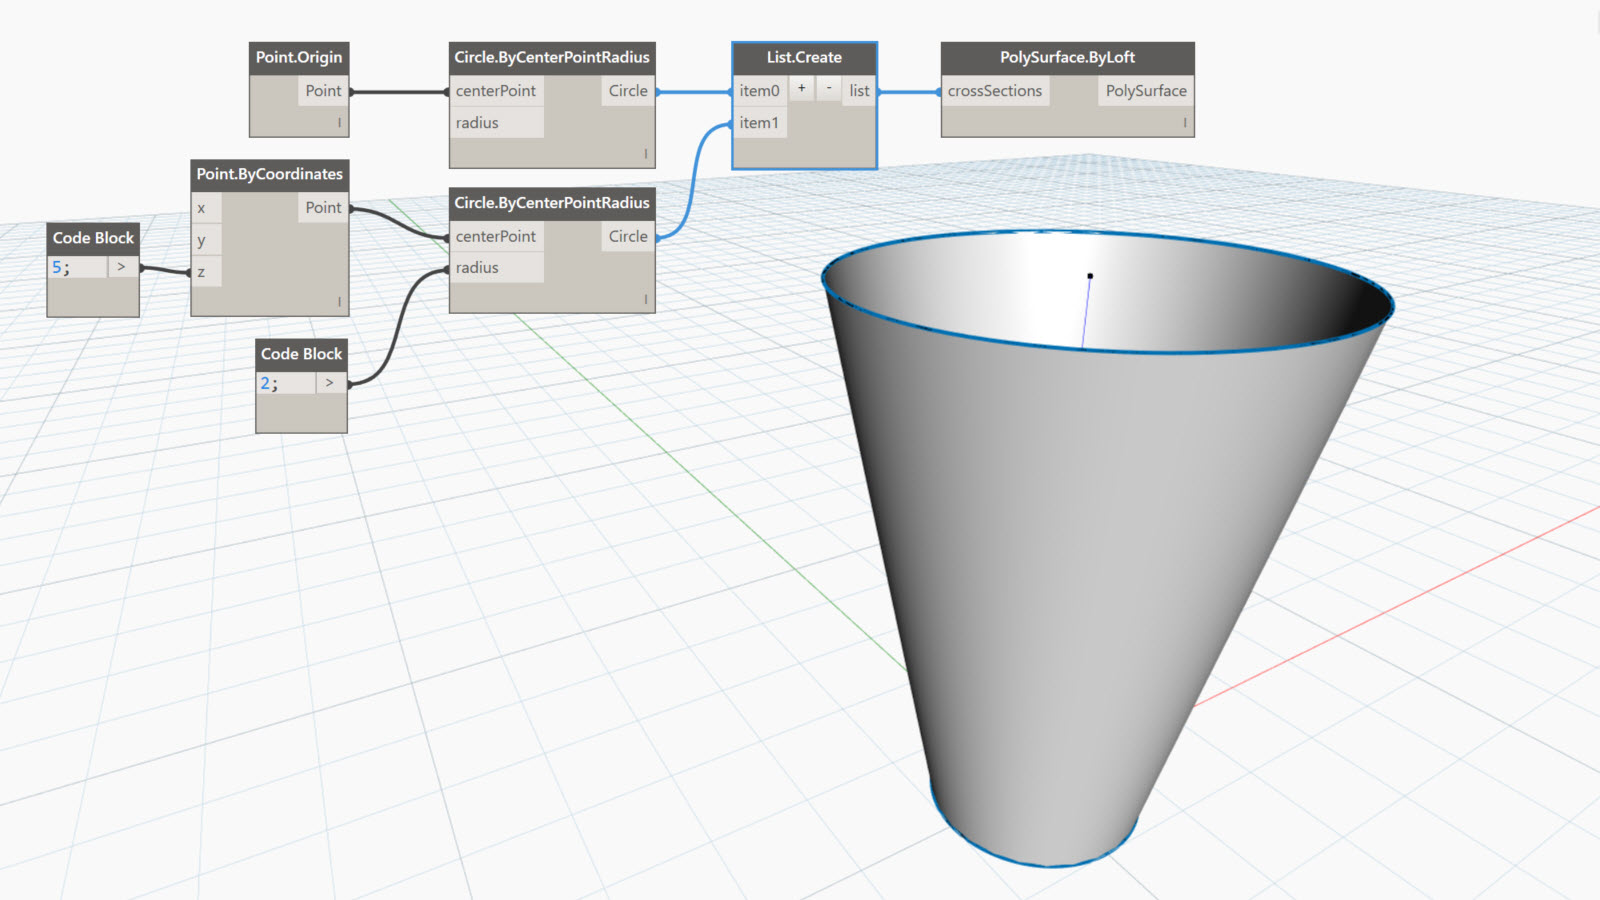 Point.Origin
Point
Circle.ByCenterPointRadius
centerPoint Circle
radius
List.Create
item0 + - list
item1
PolySurface.ByLoft
crossSections PolySurface
Point.ByCoordinates
x Point
y
z
Code Block
5; >
Circle.ByCenterPointRadius
centerPoint Circle
radius
Code Block
2; >